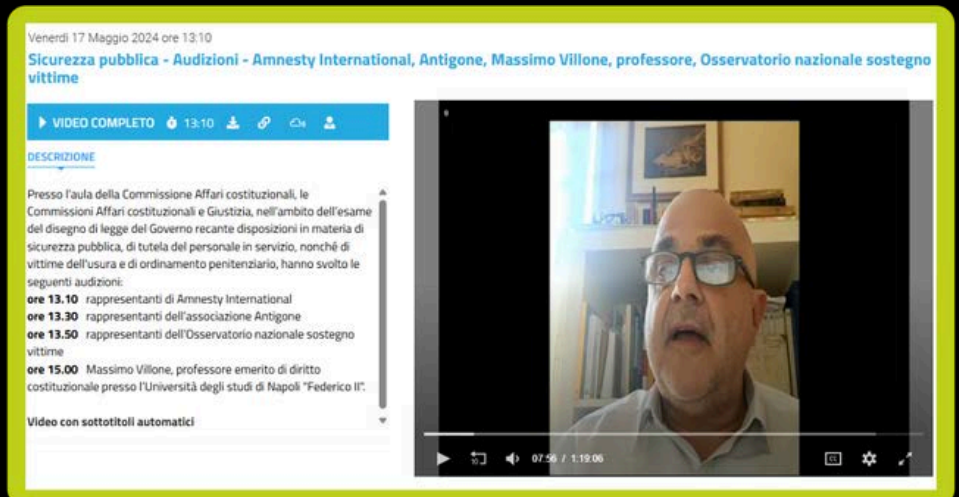 Venerdì 17 Maggio 2024 ore 13:10
Sicurezza pubblica - Audizioni - Amnesty International, Antigone, Massimo Villone, professore, Osservatorio nazionale sostegno
vittime
VIDEO COMPLETO 13:10
DESCRIZIONE
Presso l'aula della Commissione Affari costituzionali, le
Commissioni Affari costituzionali e Giustizia, nell'ambito dell'esame
del disegno di legge del Governo recante disposizioni in materia di
sicurezza pubblica, di tutela del personale in servizio, nonché di
vittime dell'usura e di ordinamento penitenziario, hanno svolto le
seguenti audizioni:
ore 13.10 rappresentanti di Amnesty International
ore 13.30 rappresentanti dell'associazione Antigone
ore 13.50 rappresentanti dell'Osservatorio nazionale sostegno
vittime
ore 15.00 Massimo Villone, professore emerito di diritto
costituzionale presso l'Università degli studi di Napoli "Federico II".
Video con sottotitoli automatici
10
07:56 / 1:19:06
CC